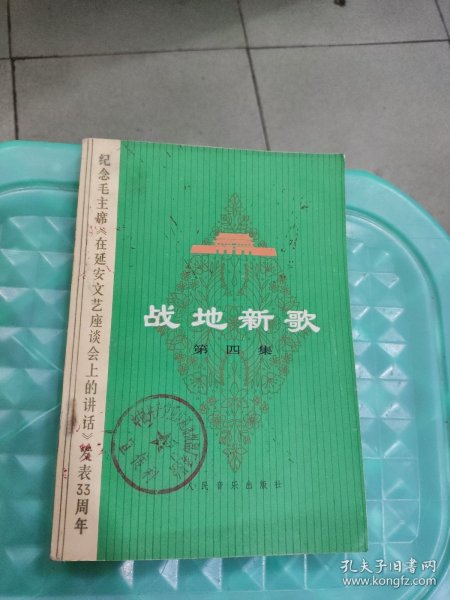 纪念毛主席《在延安文艺座谈会上的讲话》发表33周年
战地新歌
第四集
人民音乐出版社
孔夫子旧书网
www.kongfz.com